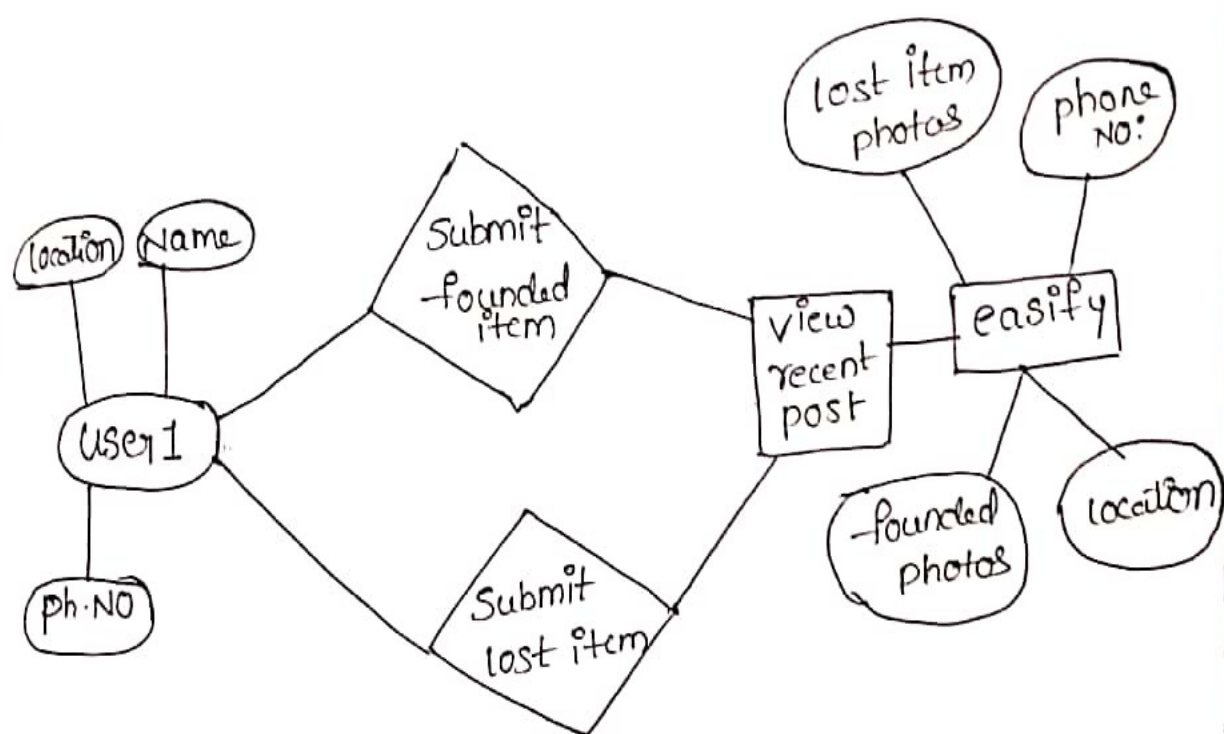 lost item
photos
phone
NO:
location
Name
Submit
founded
item
view
recent
post
easify
user1
founded
photos
location
Ph.NO
Submit
lost item